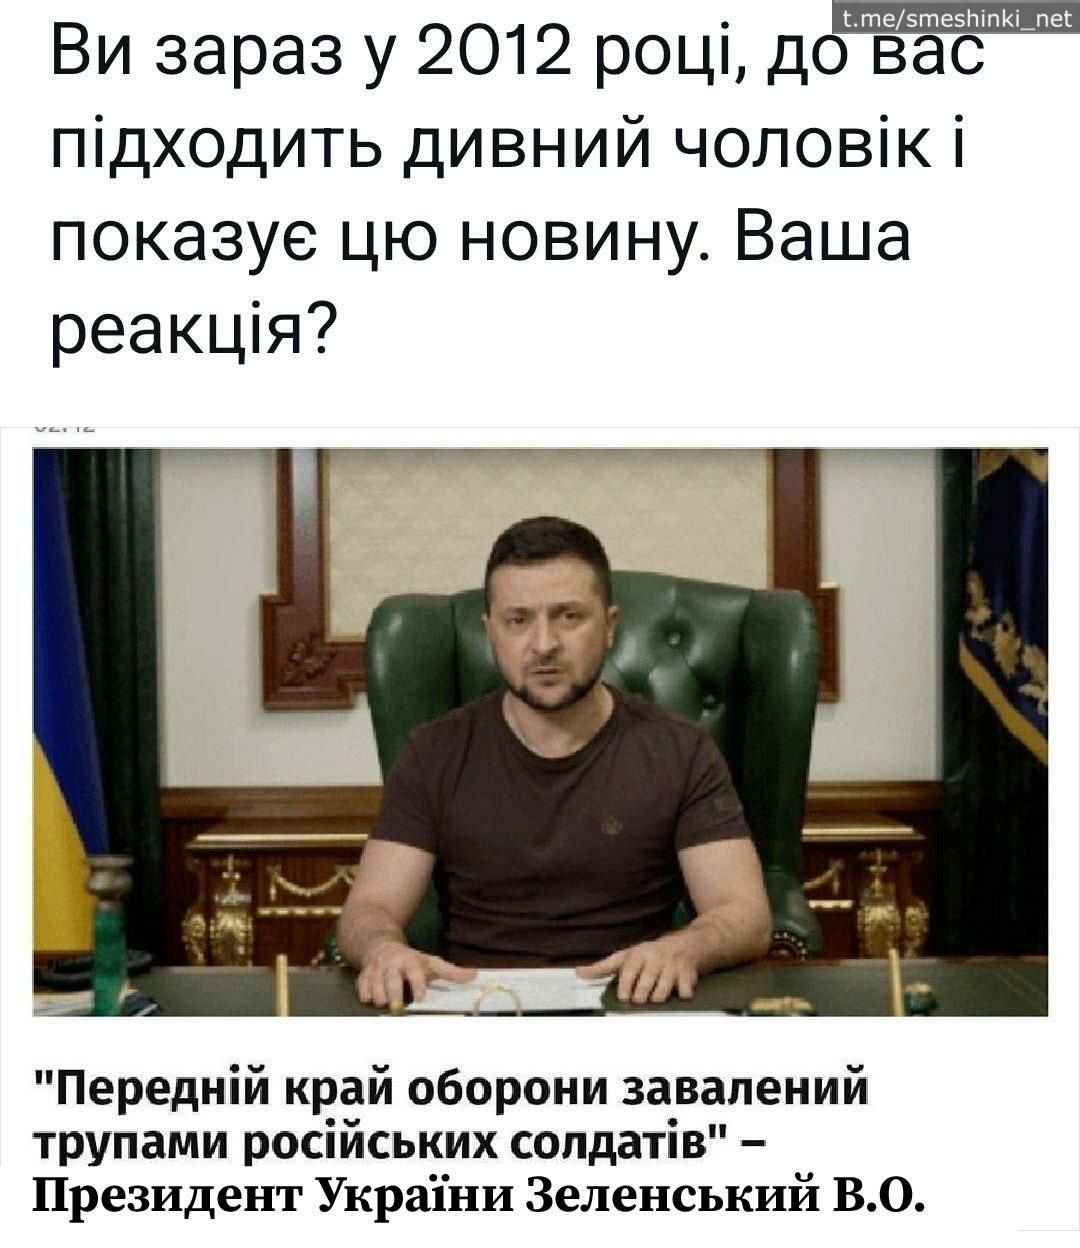 t.me/smeshinki_net
Ви зараз у 2012 році, до вас
підходить дивний чоловік і
показує цю новину. Ваша
реакція?
"Передній край оборони завалений
трупами російських солдатів" –
Президент України Зеленський В.О.